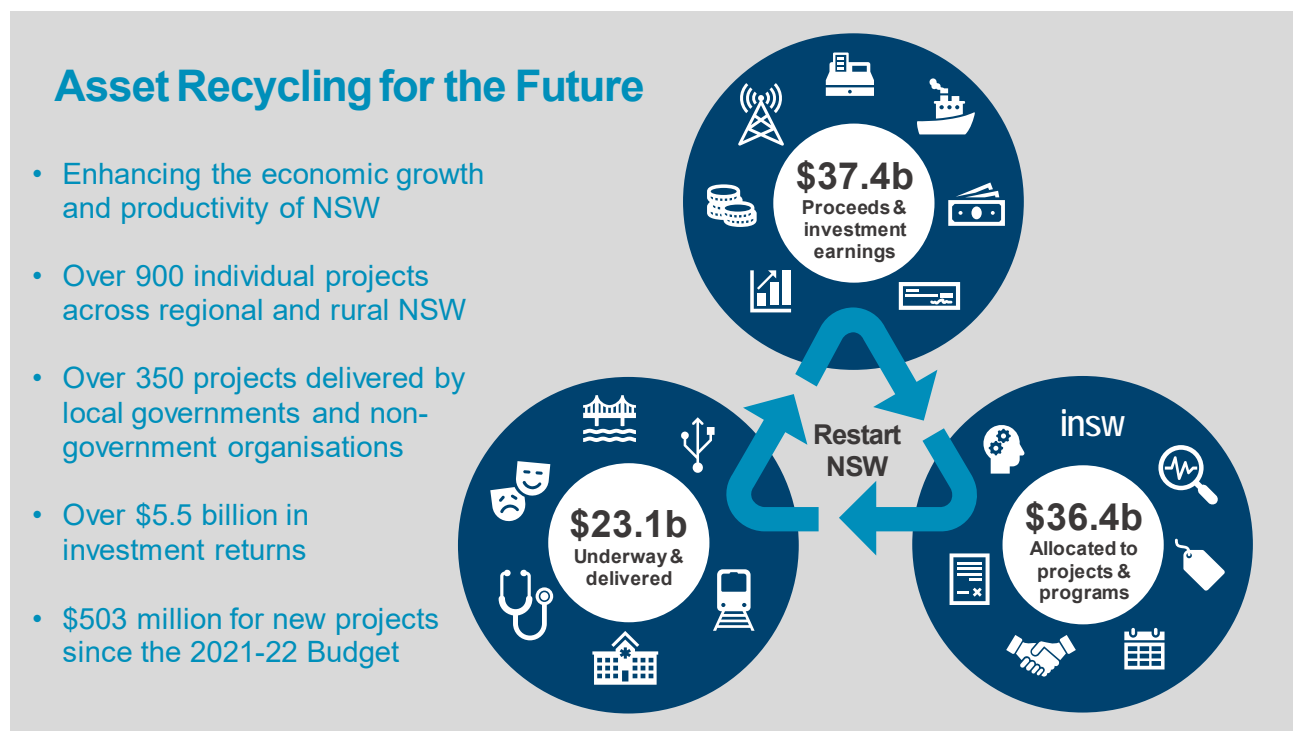 Asset Recycling for the Future
• Enhancing the economic growth
and productivity of NSW
• Over 900 individual projects
across regional and rural NSW
• Over 350 projects delivered by
local governments and non-
government organisations
• Over $5.5 billion in
investment returns
• $503 million for new projects
since the 2021-22 Budget
$37.4b
Proceeds &
investment
earnings
Restart
NSW
$23.1b
Underway &
delivered
insw
$36.4b
Allocated to
projects &
programs